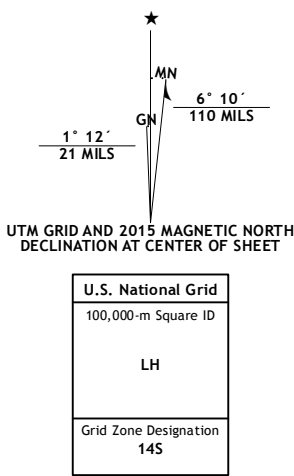 MN
GN
6° 10´
110 MILS
1° 12´
21 MILS
UTM GRID AND 2015 MAGNETIC NORTH
DECLINATION AT CENTER OF SHEET
U.S. National Grid
100,000-m Square ID
LH
Grid Zone Designation
14S